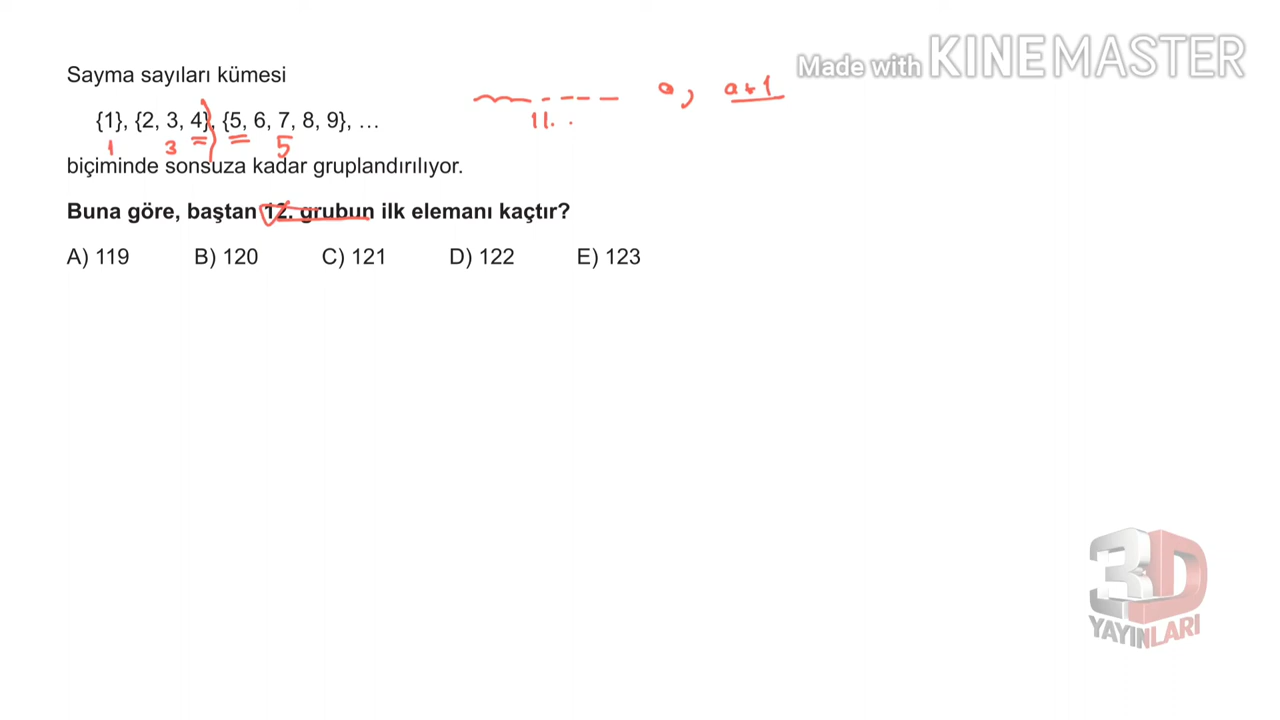 Made with KINEMASTER
Sayma sayıları kümesi
a, a+1
{1}, {2, 3, 4}, {5, 6, 7, 8, 9}, ...
11.
1 3 5
biçiminde sonsuza kadar gruplandırılıyor.
Buna göre, baştan 12. grubun ilk elemanı kaçtır?
A) 119 B) 120 C) 121 D) 122 E) 123
3D
YAYINLARI